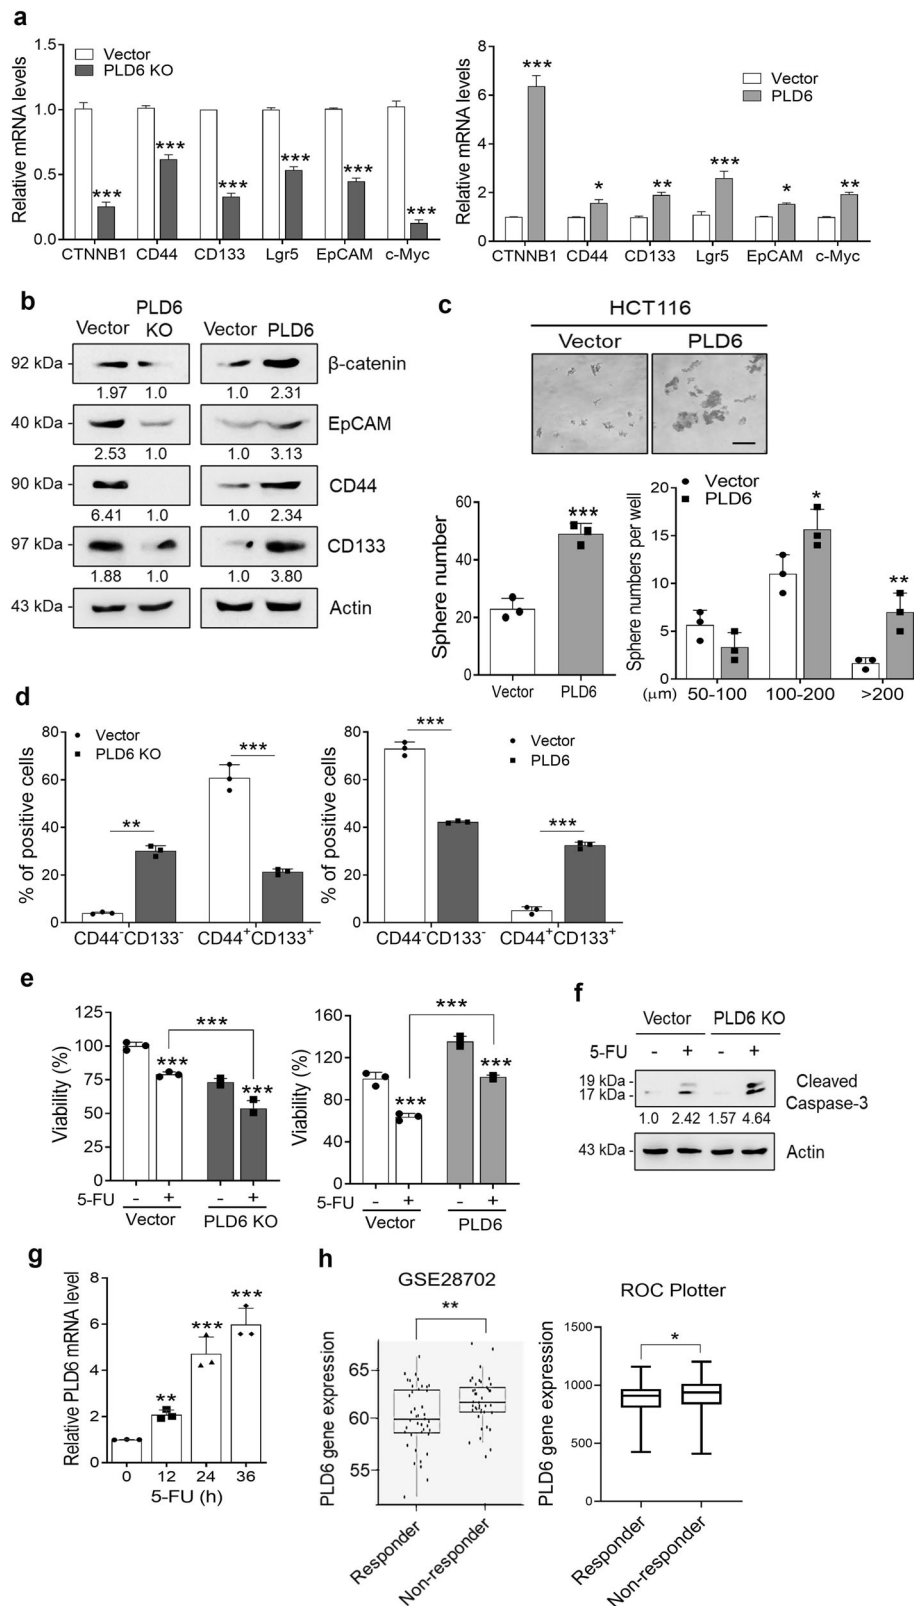 a
Relative mRNA levels
1.5
1.0
0.5
0.0
Vector
PLD6 KO
***
***
***
***
***
***
CTNNB1 CD44 CD133 Lgr5 EpCAM c-Myc
Relative mRNA levels
8
6
4
2
0
Vector
PLD6
***
*
**
***
*
**
CTNNB1 CD44 CD133 Lgr5 EpCAM c-Myc
b
Vector PLD6 KO
Vector PLD6
92 kDa
β-catenin
1.97 1.0 1.0 2.31
40 kDa
EpCAM
2.53 1.0 1.0 3.13
90 kDa
CD44
6.41 1.0 1.0 2.34
97 kDa
CD133
1.88 1.0 1.0 3.80
43 kDa
Actin
c
HCT116
Vector PLD6
Sphere number
60
40
20
0
***
Vector PLD6
Sphere numbers per well
20
15
10
5
0
Vector
PLD6
*
**
(μm) 50-100 100-200 >200
d
% of positive cells
80
60
40
20
0
Vector
PLD6 KO
**
***
CD44-CD133- CD44+CD133+
% of positive cells
80
60
40
20
0
Vector
PLD6
***
***
CD44-CD133- CD44+CD133+
e
Viability (%)
125
100
75
50
25
0
***
***
***
5-FU - + - +
Vector PLD6 KO
Viability (%)
160
120
80
40
0
***
***
***
5-FU - + - +
Vector PLD6
f
Vector PLD6 KO
5-FU - + - +
19 kDa
17 kDa
Cleaved
Caspase-3
1.0 2.42 1.57 4.64
43 kDa
Actin
g
Relative PLD6 mRNA level
8
6
4
2
0
**
***
***
0 12 24 36
5-FU (h)
h
GSE28702
**
PLD6 gene expression
65
60
55
Responder
Non-responder
ROC Plotter
*
PLD6 gene expression
1500
1000
500
0
Responder
Non-responder